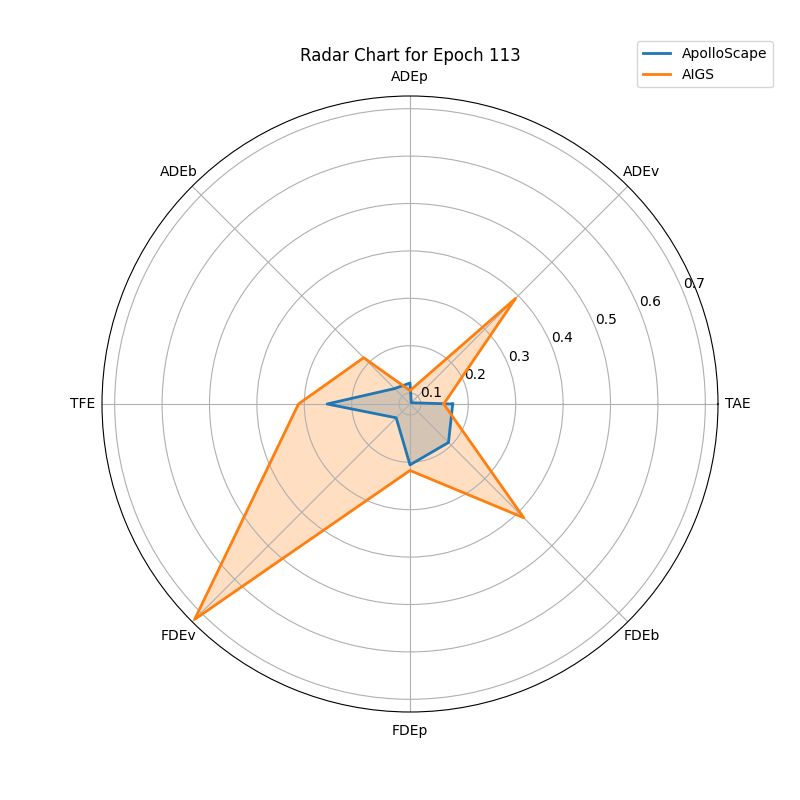 Radar Chart for Epoch 113
ApolloScape
AIGS
ADEp
ADEb
ADEv
0.7
0.6
0.5
0.4
0.3
0.2
0.1
TFE
TAE
FDEv
FDEb
FDEp